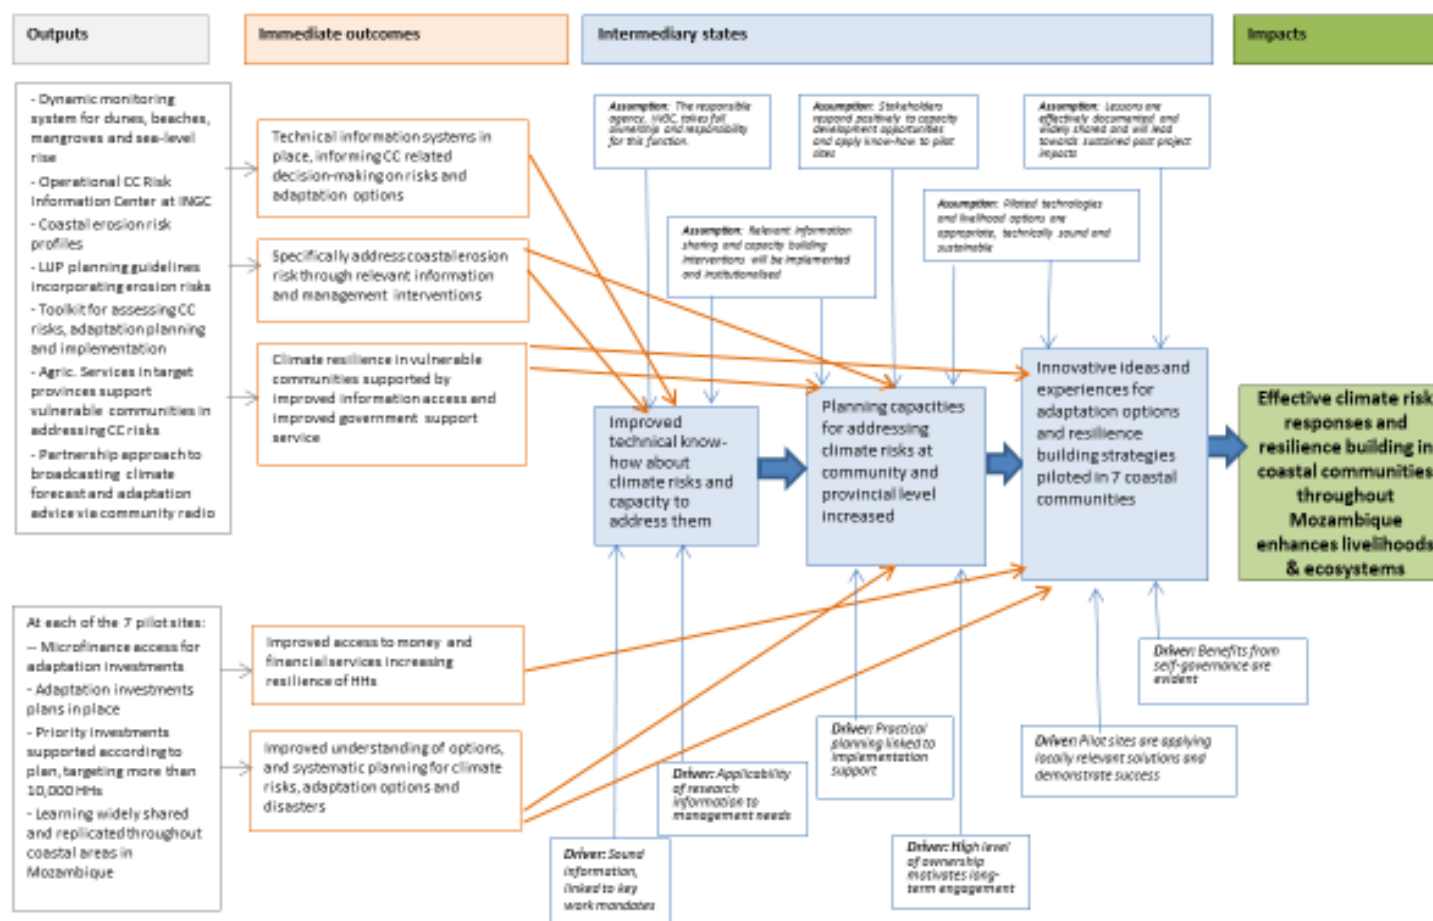 Outputs
Immediate outcomes
Intermediary states
Impacts
- Dynamic monitoring
system for dunes, beaches,
mangroves and sea-level
rise
- Operational CC Risk
Information Center at INGC
- Coastal erosion risk
profiles
- LUP planning guidelines
incorporating erosion risks
- Toolkit for assessing CC
risks, adaptation planning
and implementation
- Agric. Services in target
provinces support
vulnerable communities in
addressing CC risks
- Partnership approach to
broadcasting climate
forecast and adaptation
advice via community radio
At each of the 7 pilot sites:
-- Microfinance access for
adaptation investments
- Adaptation investments
plans in place
- Priority investments
supported according to
plan, targeting more than
10,000 HHs
- Learning widely shared
and replicated throughout
coastal areas in
Mozambique
Technical information systems in
place, informing CC related
decision-making on risks and
adaptation options
Specifically address coastal erosion
risk through relevant information
and management interventions
Climate resilience in vulnerable
communities supported by
improved information access and
improved government support
service
Improved access to money and
financial services increasing
resilience of HHs
Improved understanding of options,
and systematic planning for climate
risks, adaptation options and
disasters
Assumption: The responsible
agency, INGC, takes full
ownership and responsibility
for this function.
Assumption: Stakeholders
respond positively to capacity
development opportunities
and apply know-how to pilot
sites
Assumption: Lessons are
effectively documented and
widely shared and will lead
towards sustained post project
impacts
Assumption: Relevant information
sharing and capacity building
interventions will be implemented
and institutionalised
Assumption: Piloted technologies
and livelihood options are
appropriate, technically sound and
sustainable
Improved
technical know-
how about
climate risks and
capacity to
address them
Planning capacities
for addressing
climate risks at
community and
provincial level
increased
Innovative ideas and
experiences for
adaptation options
and resilience
building strategies
piloted in 7 coastal
communities
Effective climate risk
responses and
resilience building in
coastal communities
throughout
Mozambique
enhances livelihoods
& ecosystems
Driver: Sound
information,
linked to key
work mandates
Driver: Applicability
of research
information to
management needs
Driver: Practical
planning linked to
implementation
support
Driver: High level
of ownership
motivates long-
term engagement
Driver: Pilot sites are applying
locally relevant solutions and
demonstrate success
Driver: Benefits from
self-governance are
evident